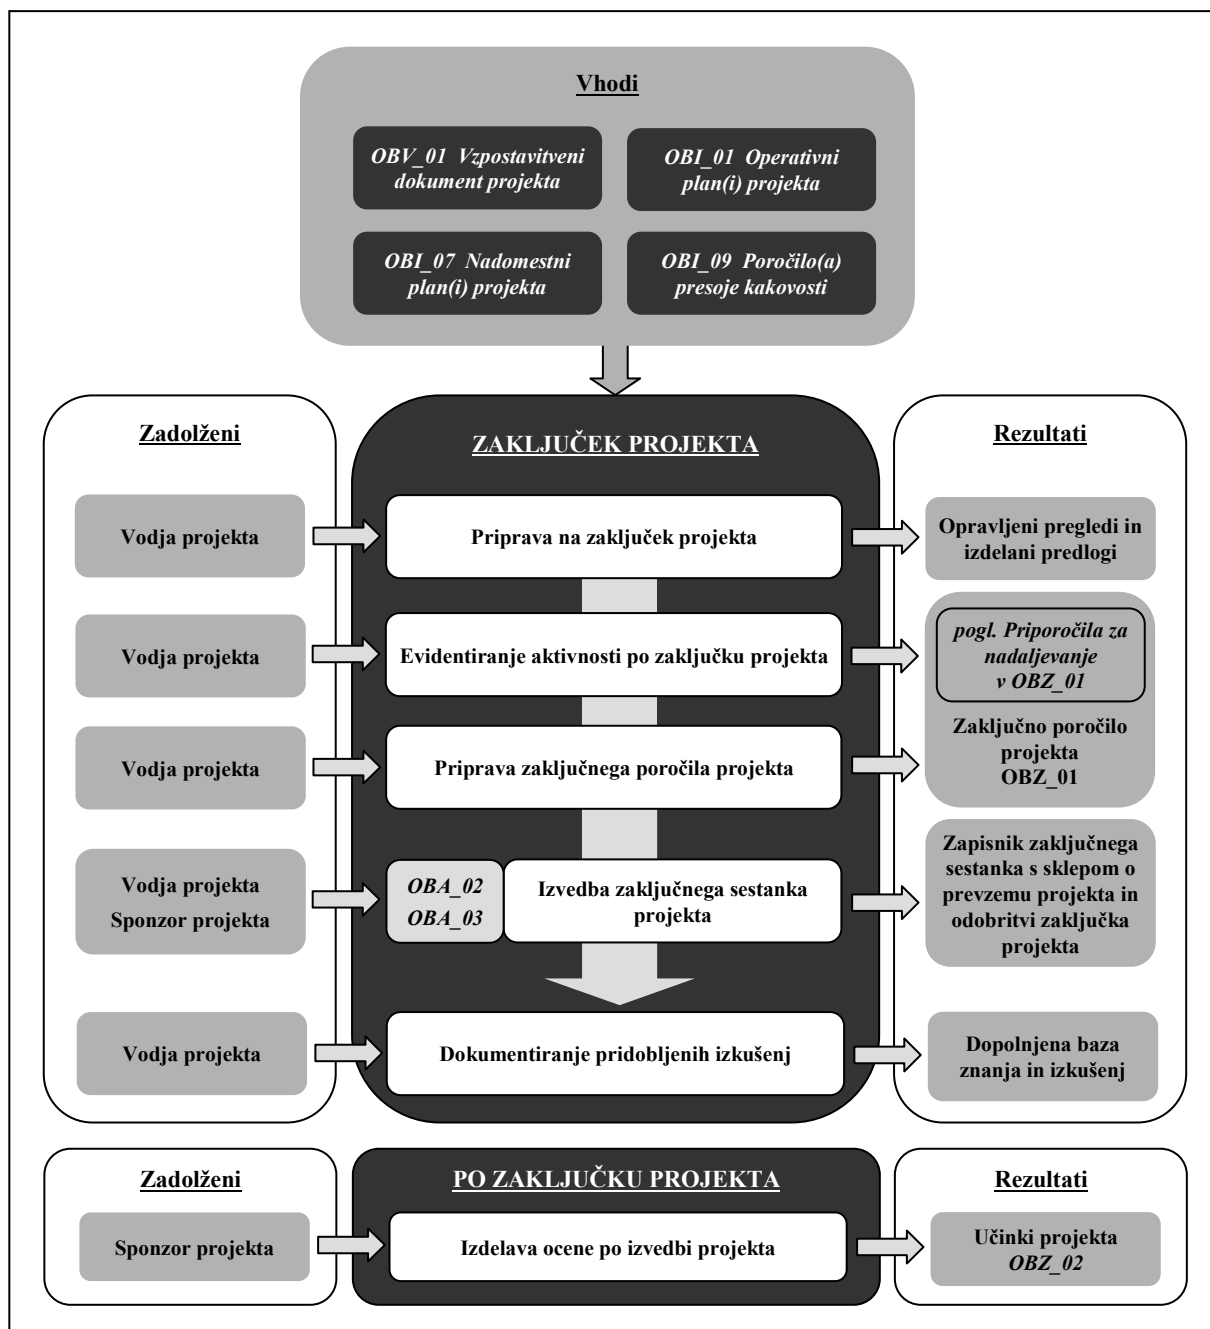 Vhodi
OBV_01 Vzpostavitveni
dokument projekta
OBI_01 Operativni
plan(i) projekta
OBI_07 Nadomestni
plan(i) projekta
OBI_09 Poročilo(a)
presoje kakovosti
Zadolženi
ZAKLJUČEK PROJEKTA
Rezultati
Vodja projekta
Priprava na zaključek projekta
Opravljeni pregledi in
izdelani predlogi
Vodja projekta
Evidentiranje aktivnosti po zaključku projekta
pogl. Priporočila za
nadaljevanje
v OBZ_01
Vodja projekta
Priprava zaključnega poročila projekta
Zaključno poročilo
projekta
OBZ_01
Vodja projekta
Sponzor projekta
OBA_02
OBA_03
Izvedba zaključnega sestanka
projekta
Zapisnik zaključnega
sestanka s sklepom o
prevzemu projekta in
odobritvi zaključka
projekta
Vodja projekta
Dokumentiranje pridobljenih izkušenj
Dopolnjena baza
znanja in izkušenj
Zadolženi
PO ZAKLJUČKU PROJEKTA
Rezultati
Sponzor projekta
Izdelava ocene po izvedbi projekta
Učinki projekta
OBZ_02